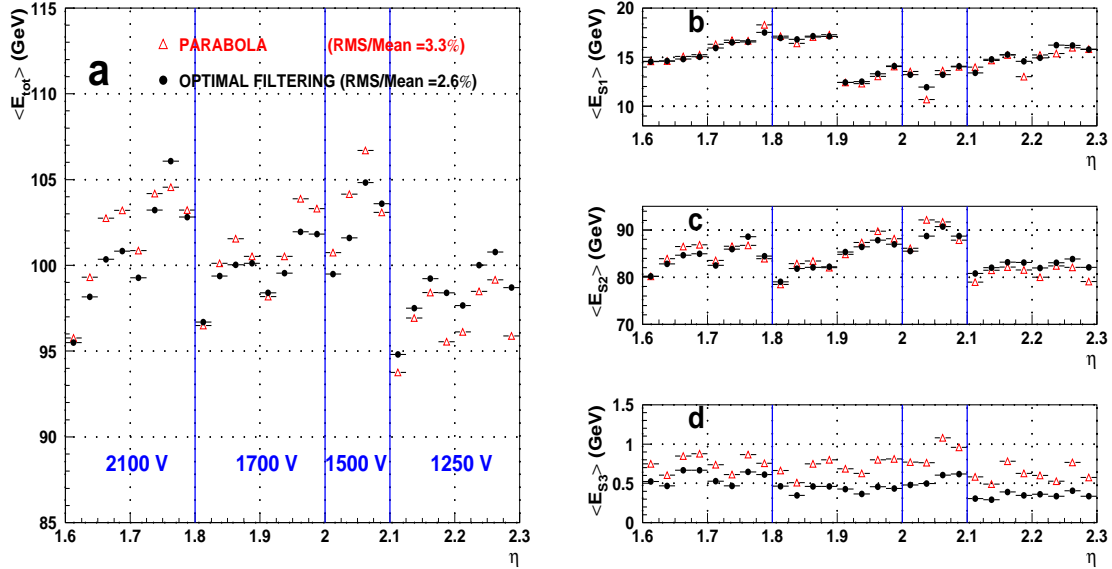 <E_tot> (GeV)
115
110
105
100
95
90
85
a
PARABOLA (RMS/Mean =3.3%)
OPTIMAL FILTERING (RMS/Mean =2.6%)
2100 V 1700 V 1500 V 1250 V
1.6 1.7 1.8 1.9 2 2.1 2.2 2.3
η
<E_S1> (GeV)
20
15
10
b
1.6 1.7 1.8 1.9 2 2.1 2.2 2.3
η
<E_S2> (GeV)
90
80
70
c
1.6 1.7 1.8 1.9 2 2.1 2.2 2.3
η
<E_S3> (GeV)
1.5
1
0.5
0
d
1.6 1.7 1.8 1.9 2 2.1 2.2 2.3
η